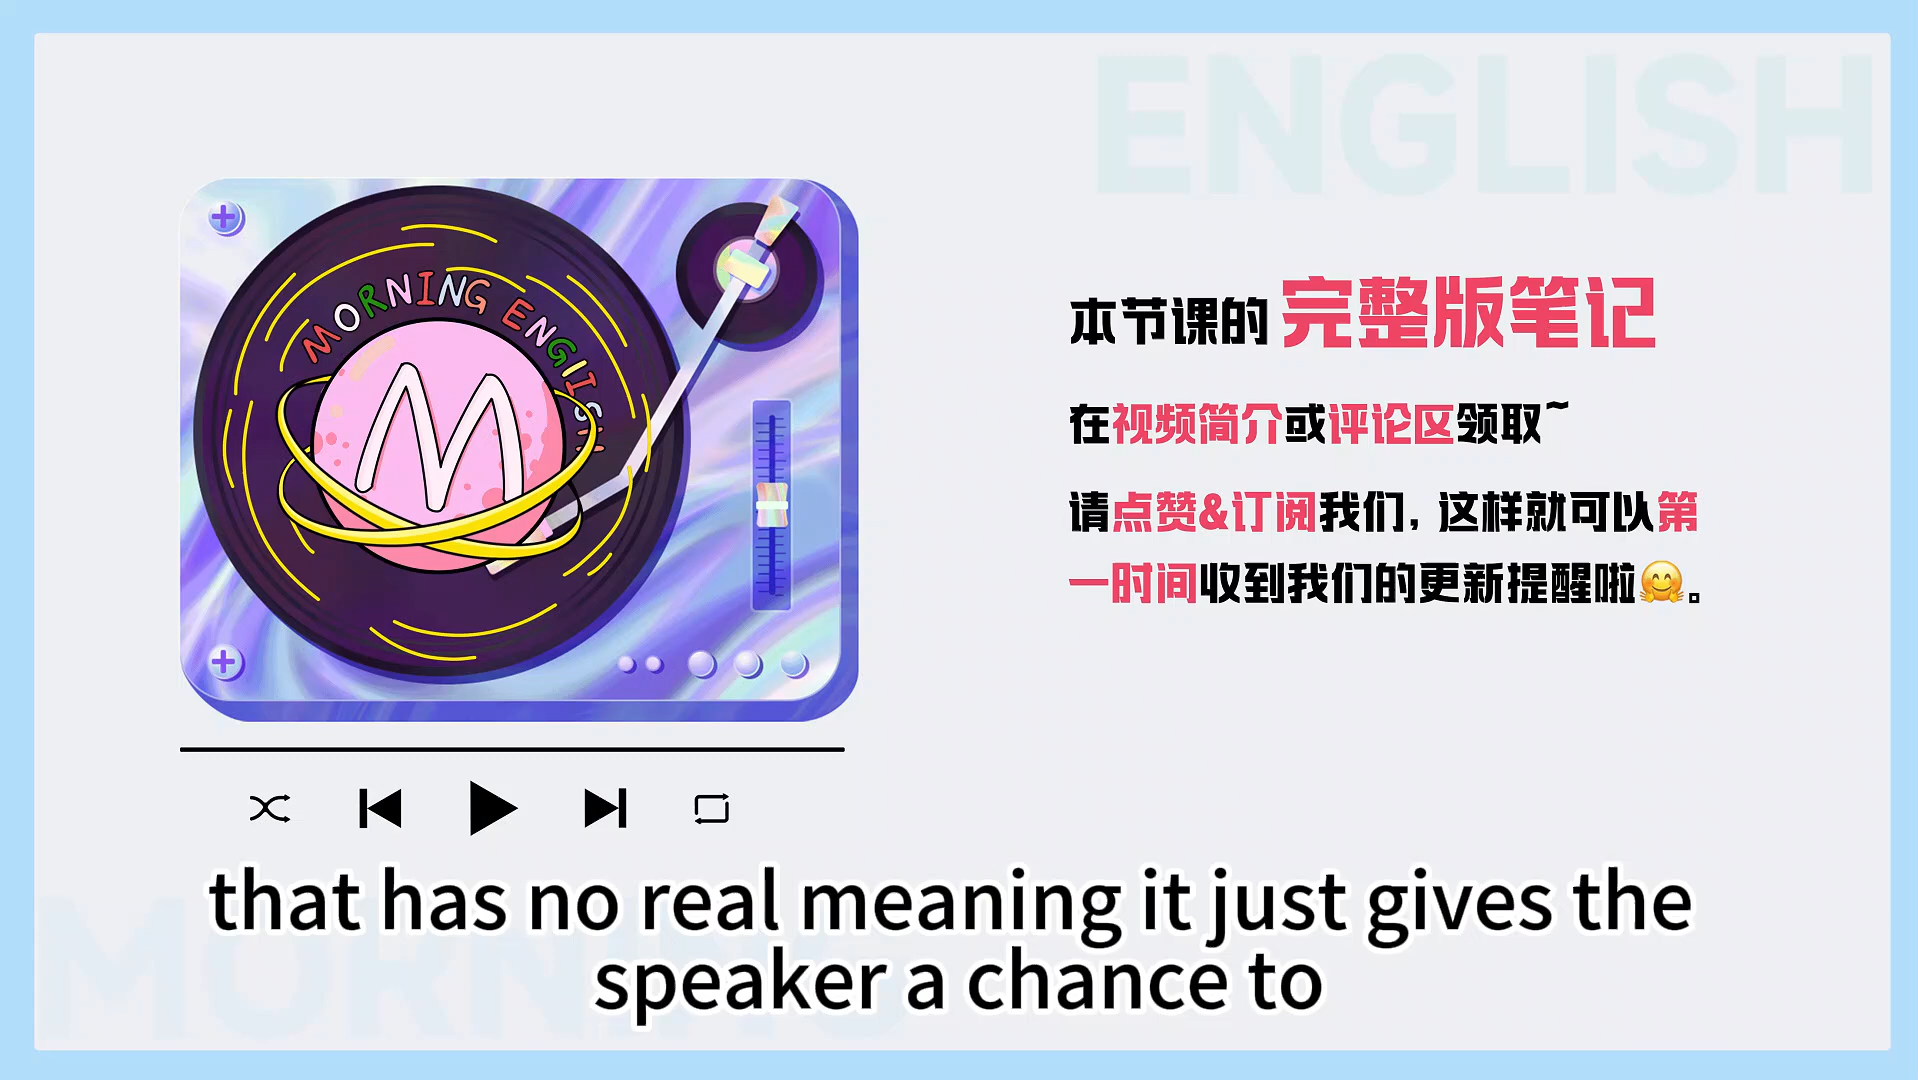 ENGLISH
MORNING ENGLISH
M
本节课的 完整版笔记
在视频简介或评论区领取~
请点赞&订阅我们，这样就可以第
一时间收到我们的更新提醒啦🤗。
MORNING
that has no real meaning it just gives the
speaker a chance to